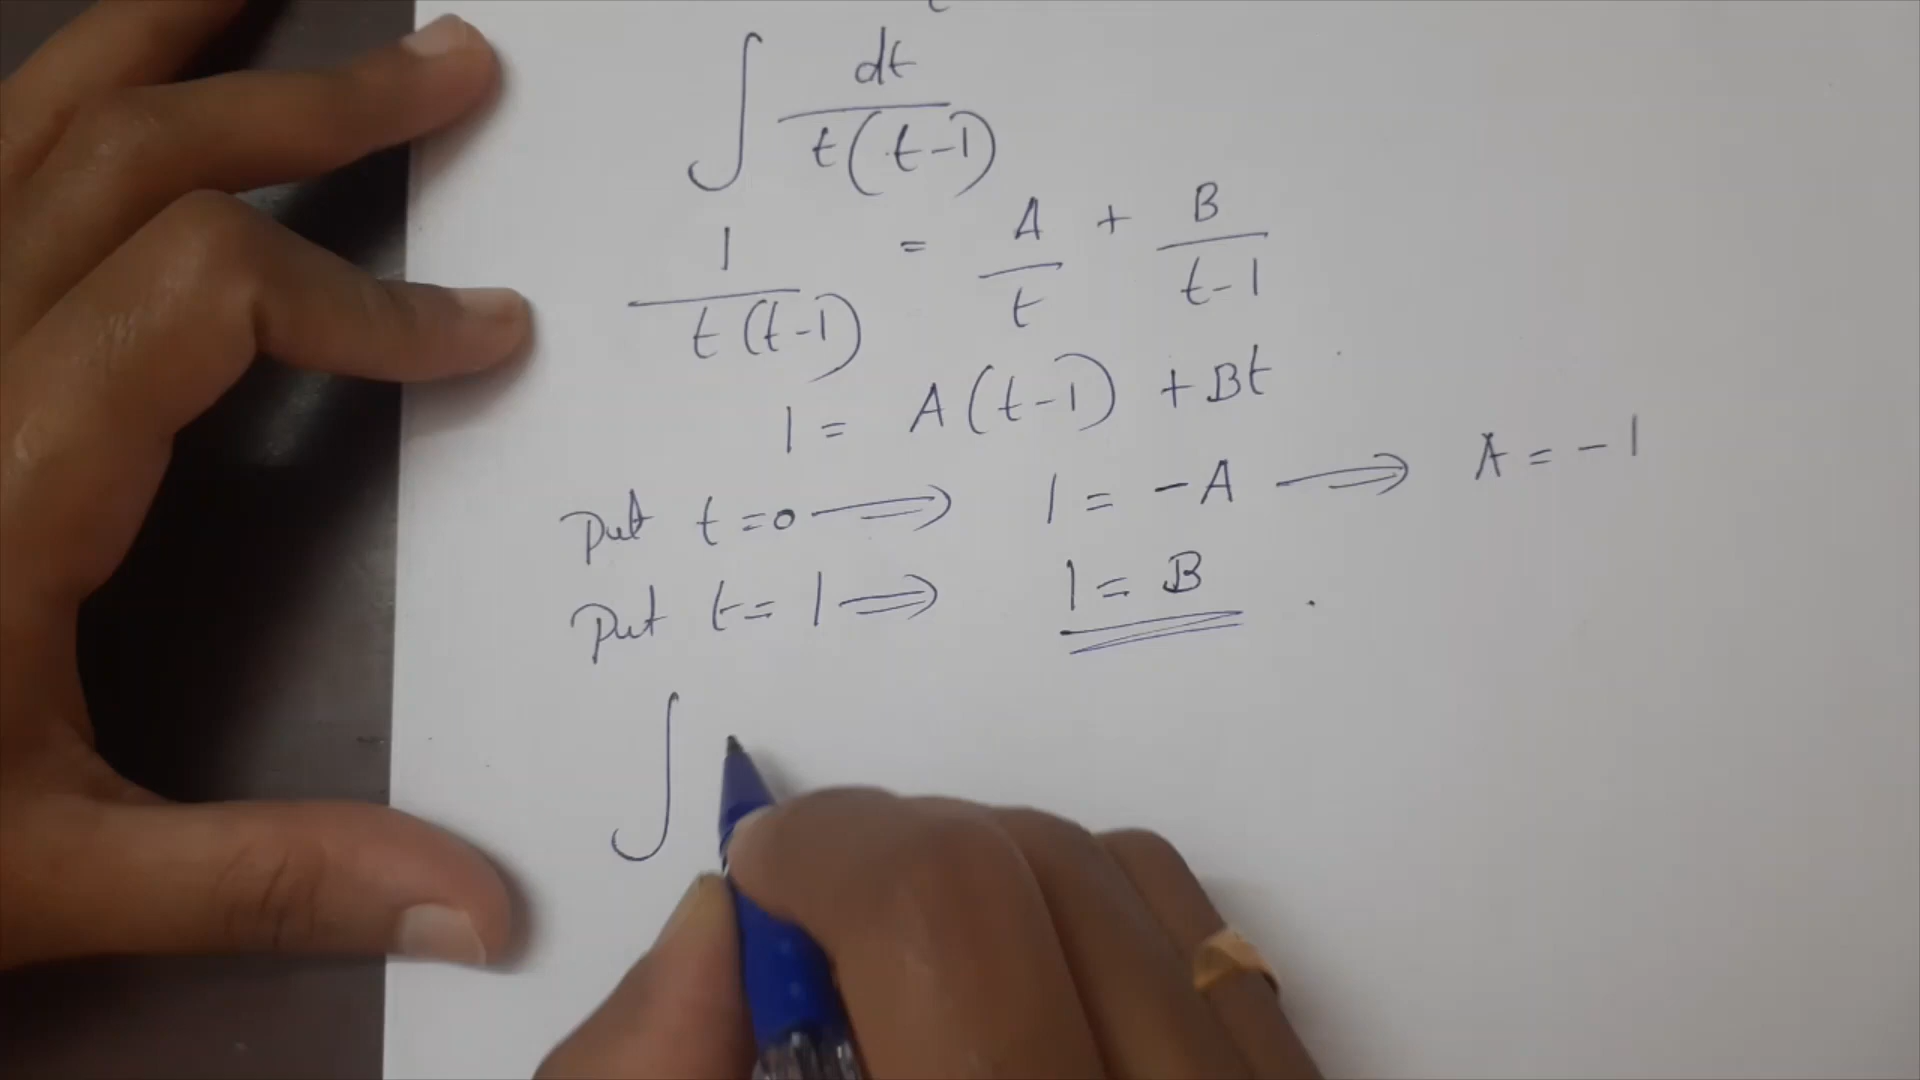 ∫ dt / t(t-1)
1 / t(t-1) = A / t + B / t-1
1 = A(t-1) + Bt
Put t=0 ⟹ 1 = -A ⟹ A = -1
Put t=1 ⟹ 1 = B
∫